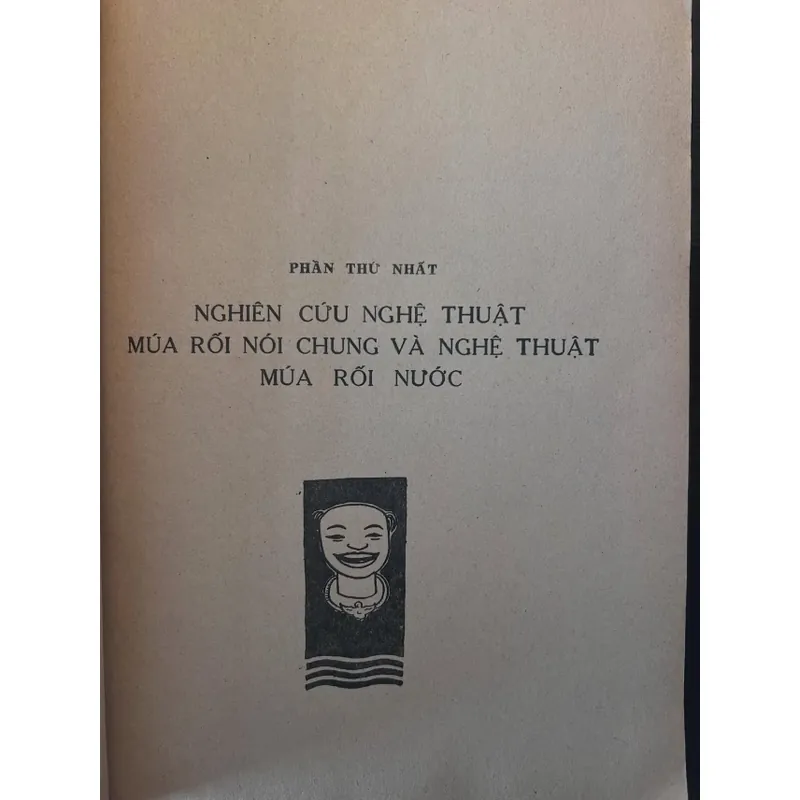 PHẦN THỨ NHẤT
NGHIÊN CỨU NGHỆ THUẬT
MÚA RỐI NÓI CHUNG VÀ NGHỆ THUẬT
MÚA RỐI NƯỚC